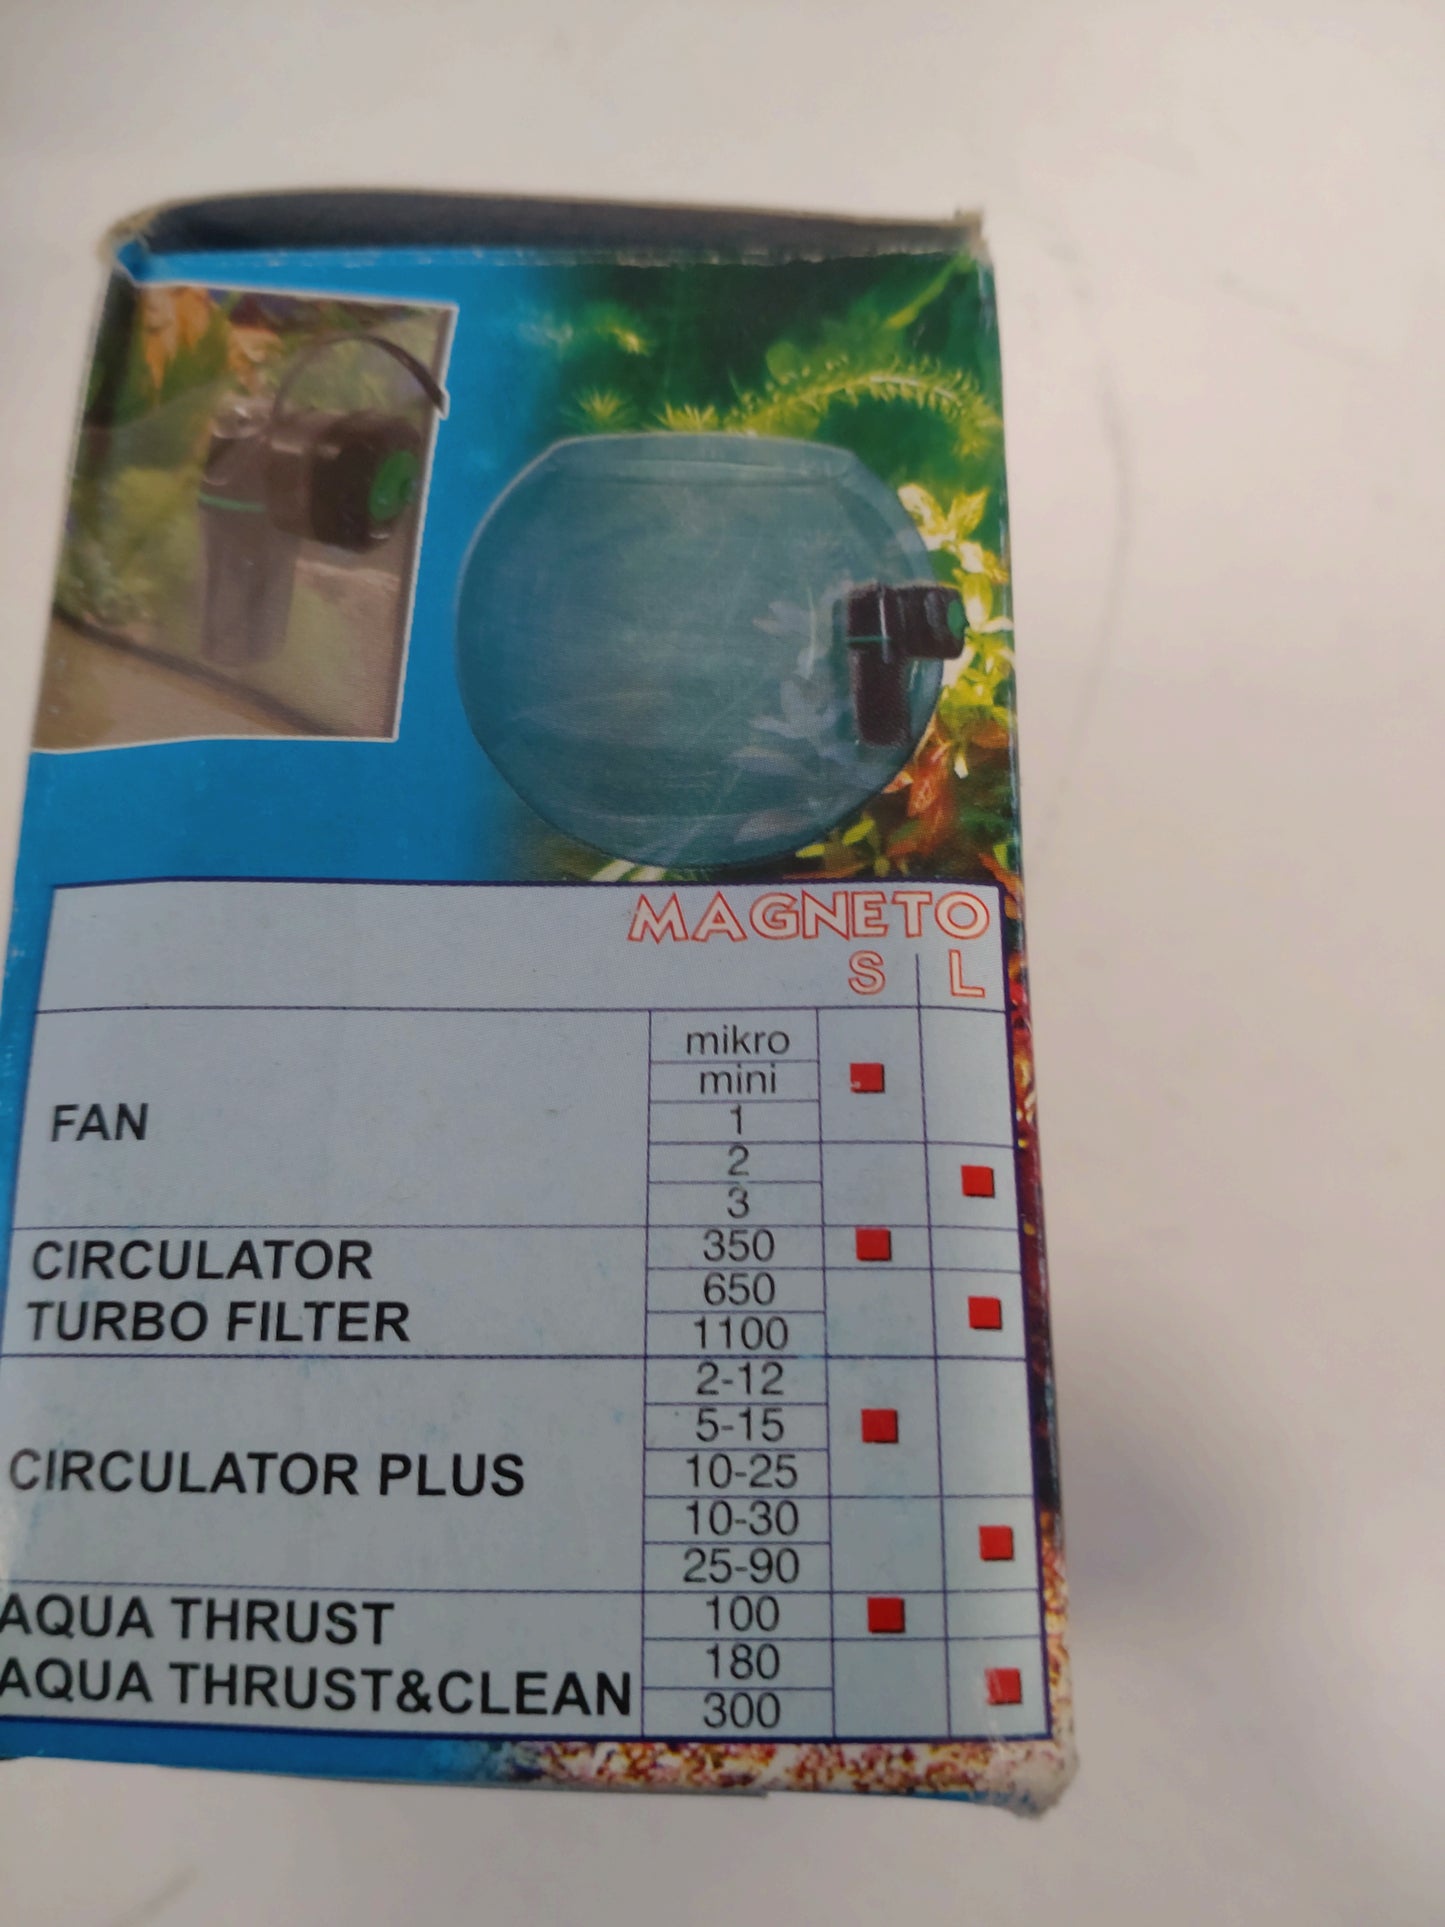 MAGNETO
S L
mikro
mini
FAN
1
2
3
CIRCULATOR
TURBO FILTER
350
650
1100
CIRCULATOR PLUS
2-12
5-15
10-25
10-30
25-90
AQUA THRUST
AQUA THRUST&CLEAN
100
180
300